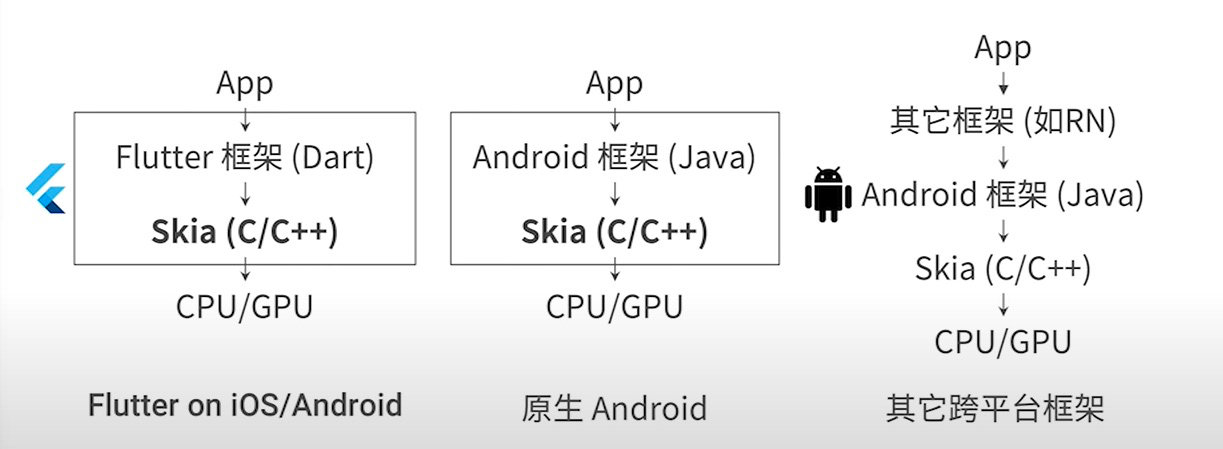 App
Flutter 框架 (Dart)
Skia (C/C++)
CPU/GPU
Flutter on iOS/Android
App
Android 框架 (Java)
Skia (C/C++)
CPU/GPU
原生 Android
App
其它框架 (如RN)
Android 框架 (Java)
Skia (C/C++)
CPU/GPU
其它跨平台框架